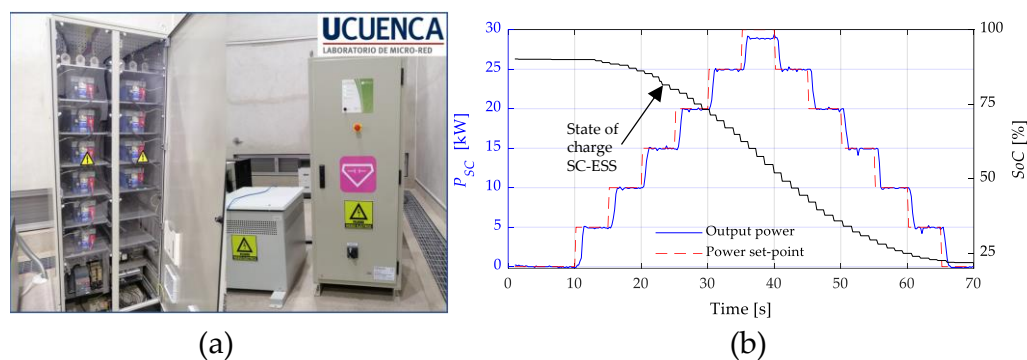 UCUENCA
LABORATORIO DE MICRO-RED
(a)
30
25
20
15
10
5
0
P_SC [kW]
100
75
50
25
SoC [%]
State of
charge
SC-ESS
Output power
Power set-point
0 10 20 30 40 50 60 70
Time [s]
(b)